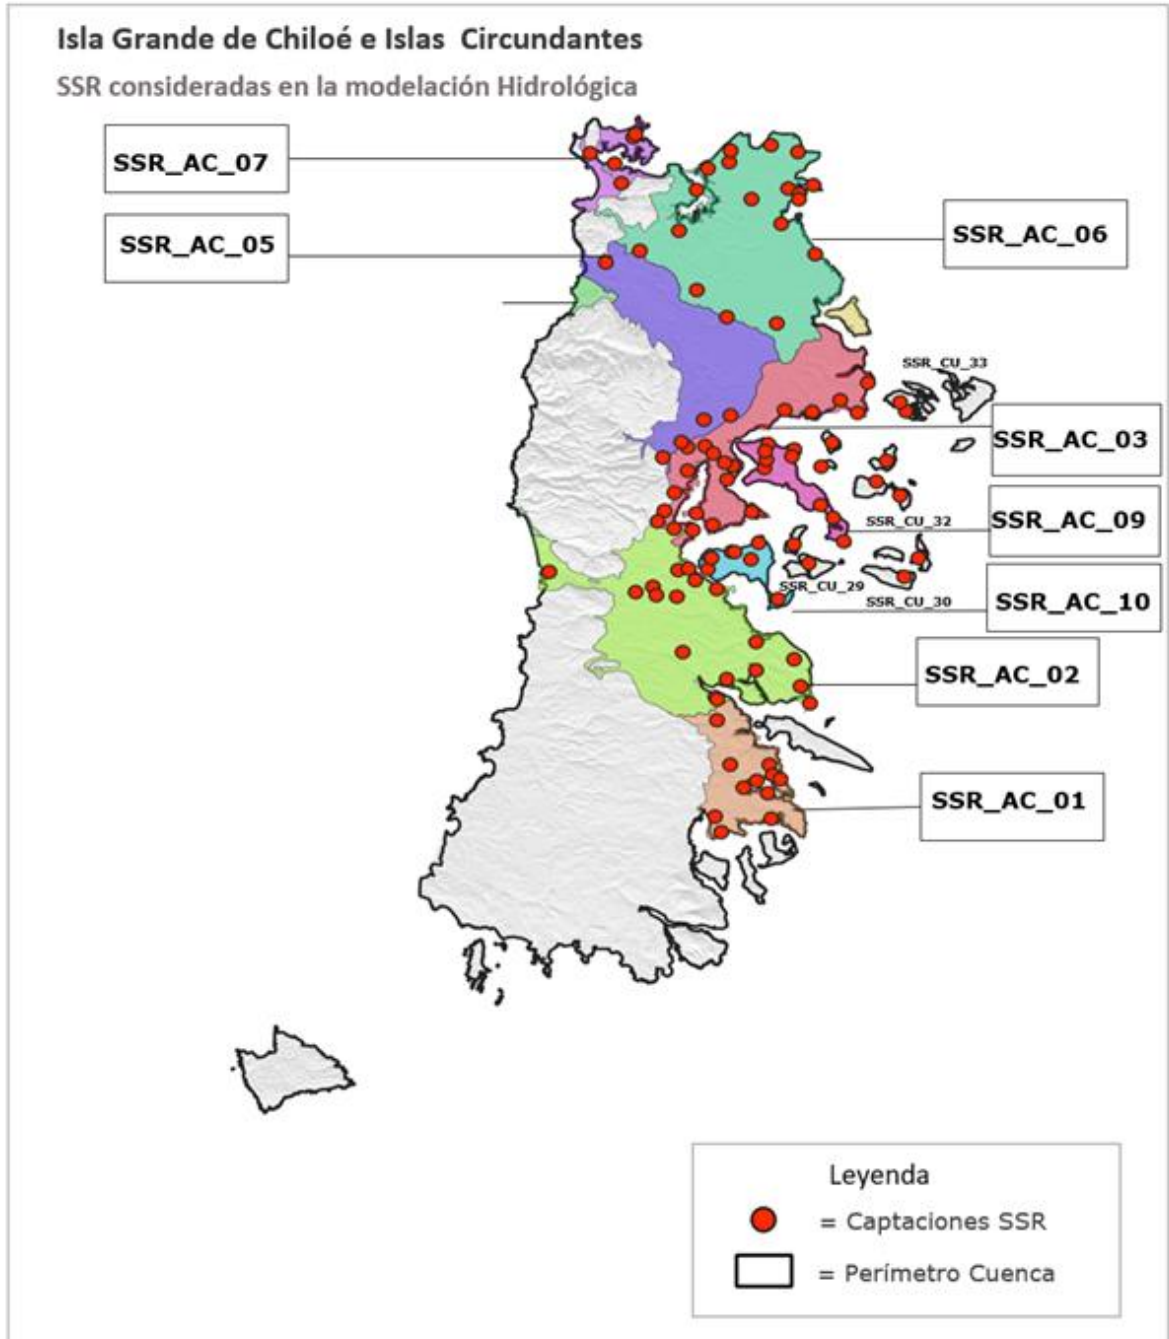 Isla Grande de Chiloé e Islas Circundantes
SSR consideradas en la modelación Hidrológica
SSR_AC_07
SSR_AC_05
SSR_AC_06
SSR_CU_33
SSR_AC_03
SSR_CU_32
SSR_AC_09
SSR_CU_29
SSR_CU_30
SSR_AC_10
SSR_AC_02
SSR_AC_01
Leyenda
= Captaciones SSR
= Perímetro Cuenca